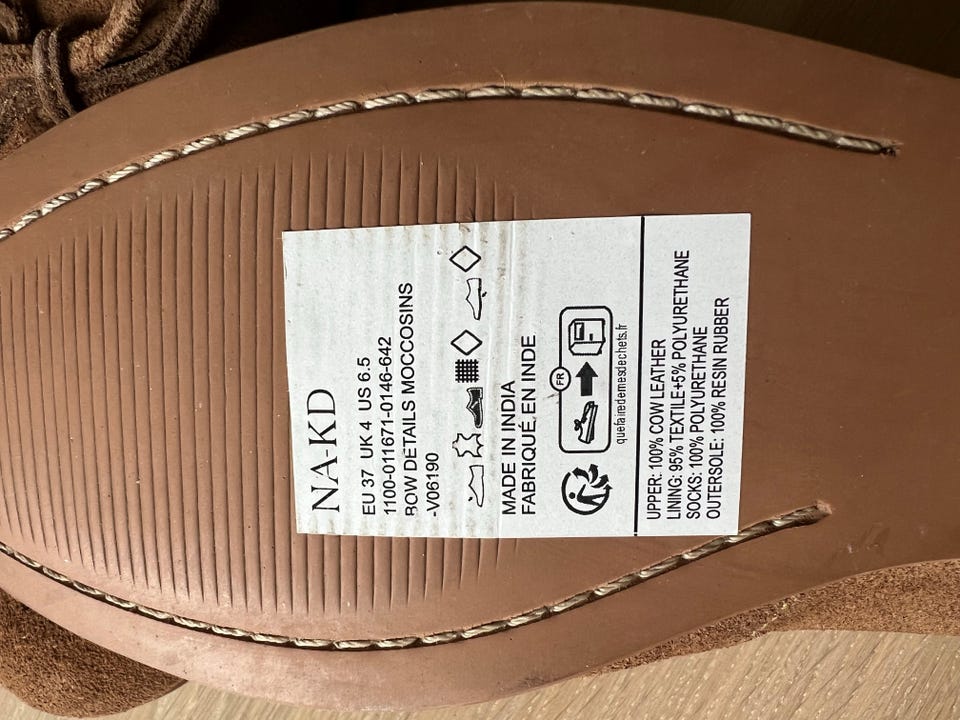 NA-KD
EU 37 UK 4 US 6.5
1100-011671-0146-642
BOW DETAILS MOCCOSINS
-V06190
MADE IN INDIA
FABRIQUÉ EN INDE
FR
quefairedemesdechets.fr
UPPER: 100% COW LEATHER
LINING: 95% TEXTILE+5% POLYURETHANE
SOCKS: 100% POLYURETHANE
OUTERSOLE: 100% RESIN RUBBER